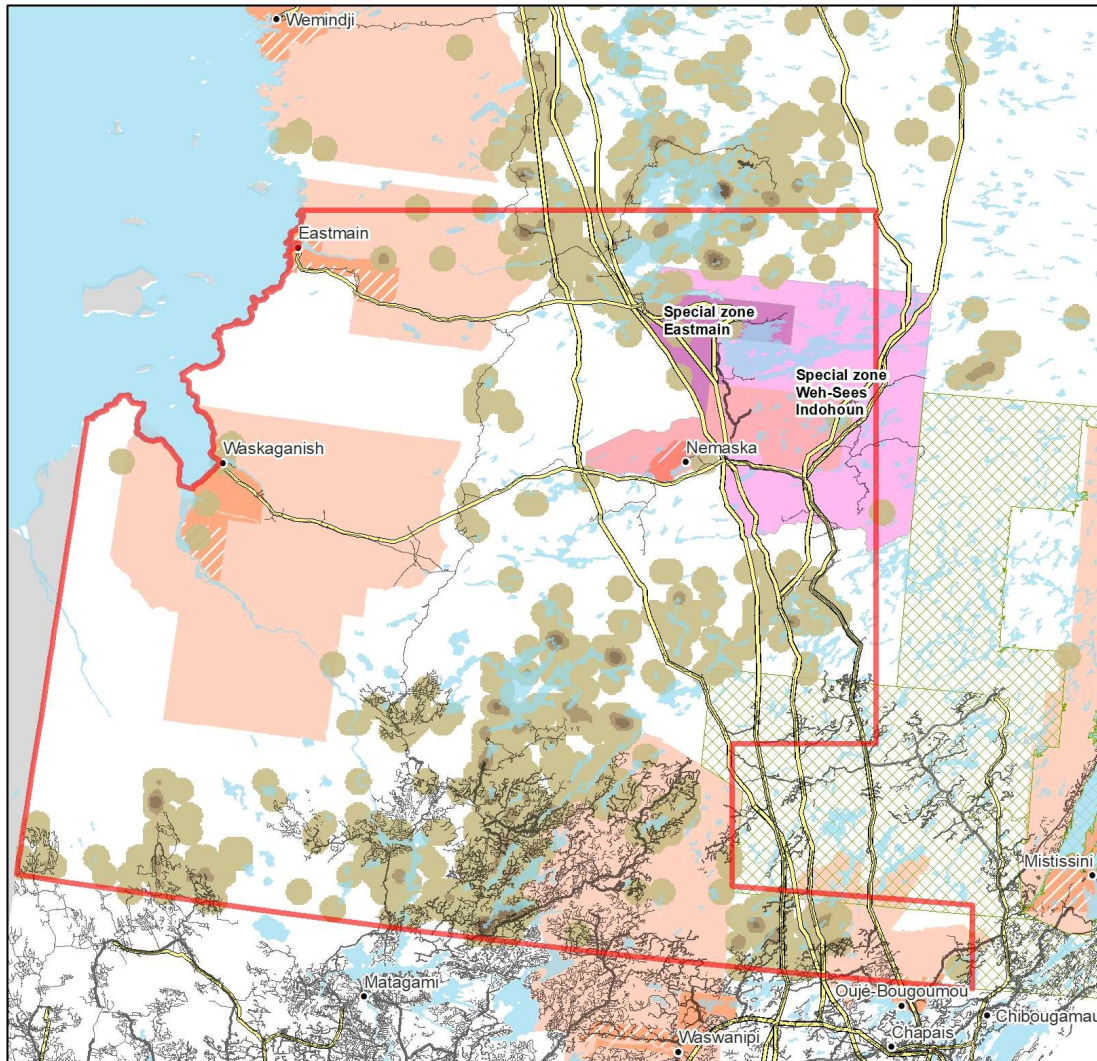 Wemindji
Eastmain
Special zone
Eastmain
Special zone
Weh-Sees
Indohoun
Waskaganish
Nemaska
Mistissini
Matagami
Oujé-Bougoumou
Chibougamau
Chapais
Waswanipi